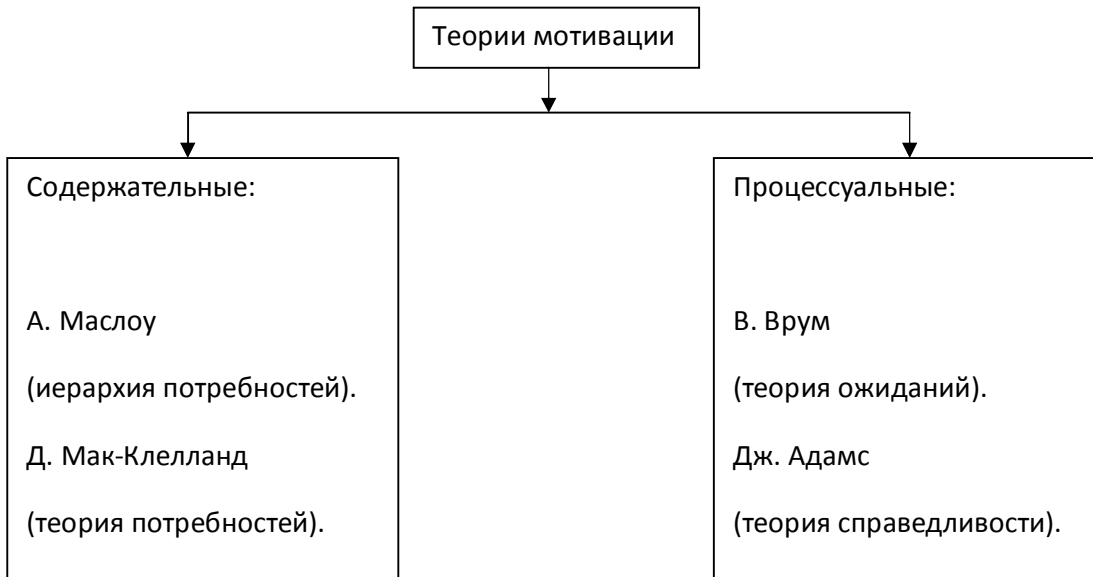 Теории мотивации
Содержательные:
А. Маслоу
(иерархия потребностей).
Д. Мак-Клелланд
(теория потребностей).
Процессуальные:
В. Врум
(теория ожиданий).
Дж. Адамс
(теория справедливости).